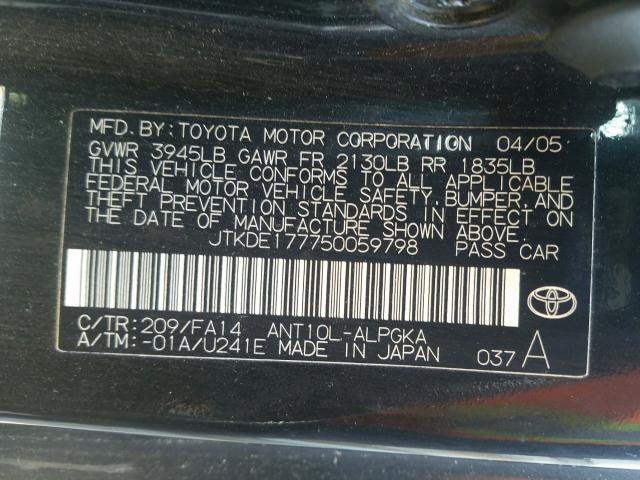 MFD. BY: TOYOTA MOTOR CORPORATION 04/05
GVWR 3945LB GAWR FR 2130LB RR 1835LB
THIS VEHICLE CONFORMS TO ALL APPLICABLE
FEDERAL MOTOR VEHICLE SAFETY, BUMPER, AND
THEFT PREVENTION STANDARDS IN EFFECT ON
THE DATE OF MANUFACTURE SHOWN ABOVE.
JTKDE177750059798 PASS CAR
C/TR: 209/FA14 ANT10L-ALPGKA
A/TM: -01A/U241E MADE IN JAPAN 037 A